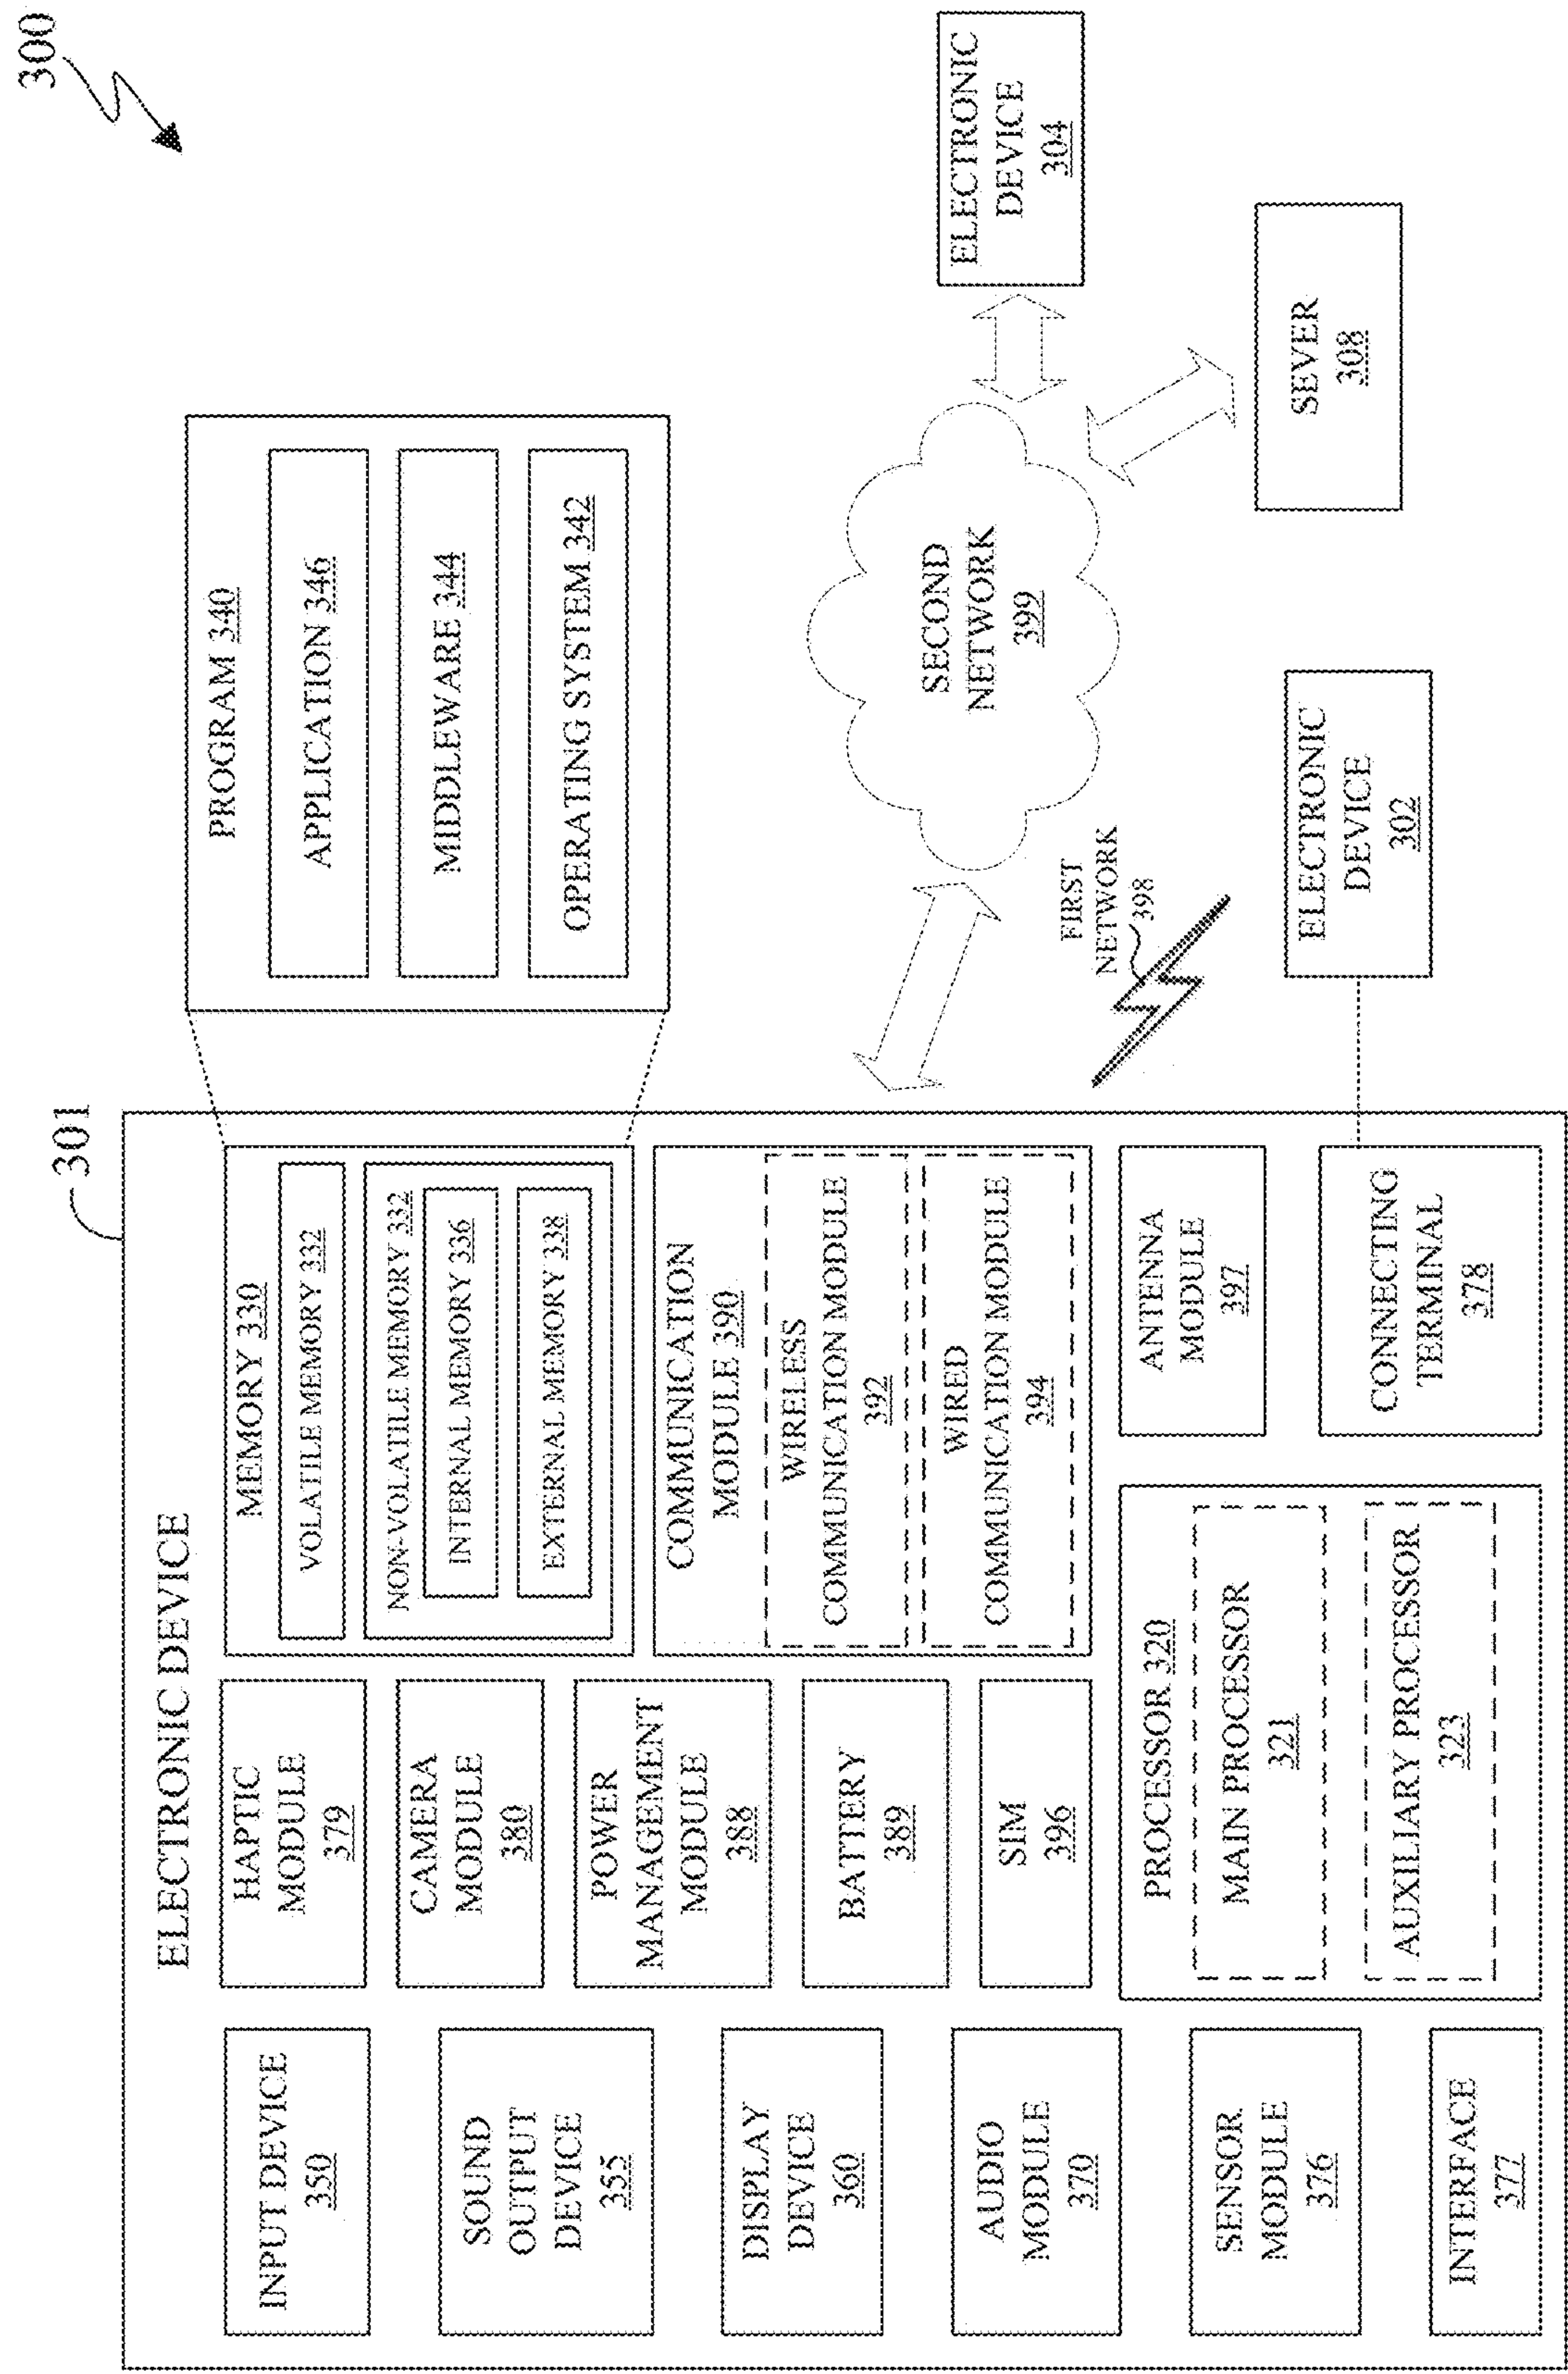 300
301
ELECTRONIC DEVICE
INPUT DEVICE
350
SOUND
OUTPUT
DEVICE
355
DISPLAY
DEVICE
360
AUDIO
MODULE
370
SENSOR
MODULE
376
INTERFACE
377
HAPTIC
MODULE
379
CAMERA
MODULE
380
POWER
MANAGEMENT
MODULE
388
BATTERY
389
SIM
396
PROCESSOR 320
MAIN PROCESSOR
321
AUXILIARY PROCESSOR
323
MEMORY 330
VOLATILE MEMORY 332
NON-VOLATILE MEMORY 332
INTERNAL MEMORY 336
EXTERNAL MEMORY 338
COMMUNICATION
MODULE 390
WIRELESS
COMMUNICATION MODULE
392
WIRED
COMMUNICATION MODULE
394
ANTENNA
MODULE
397
CONNECTING
TERMINAL
378
PROGRAM 340
APPLICATION 346
MIDDLEWARE 344
OPERATING SYSTEM 342
SECOND
NETWORK
399
FIRST
NETWORK
398
ELECTRONIC
DEVICE
302
ELECTRONIC
DEVICE
304
SEVER
308